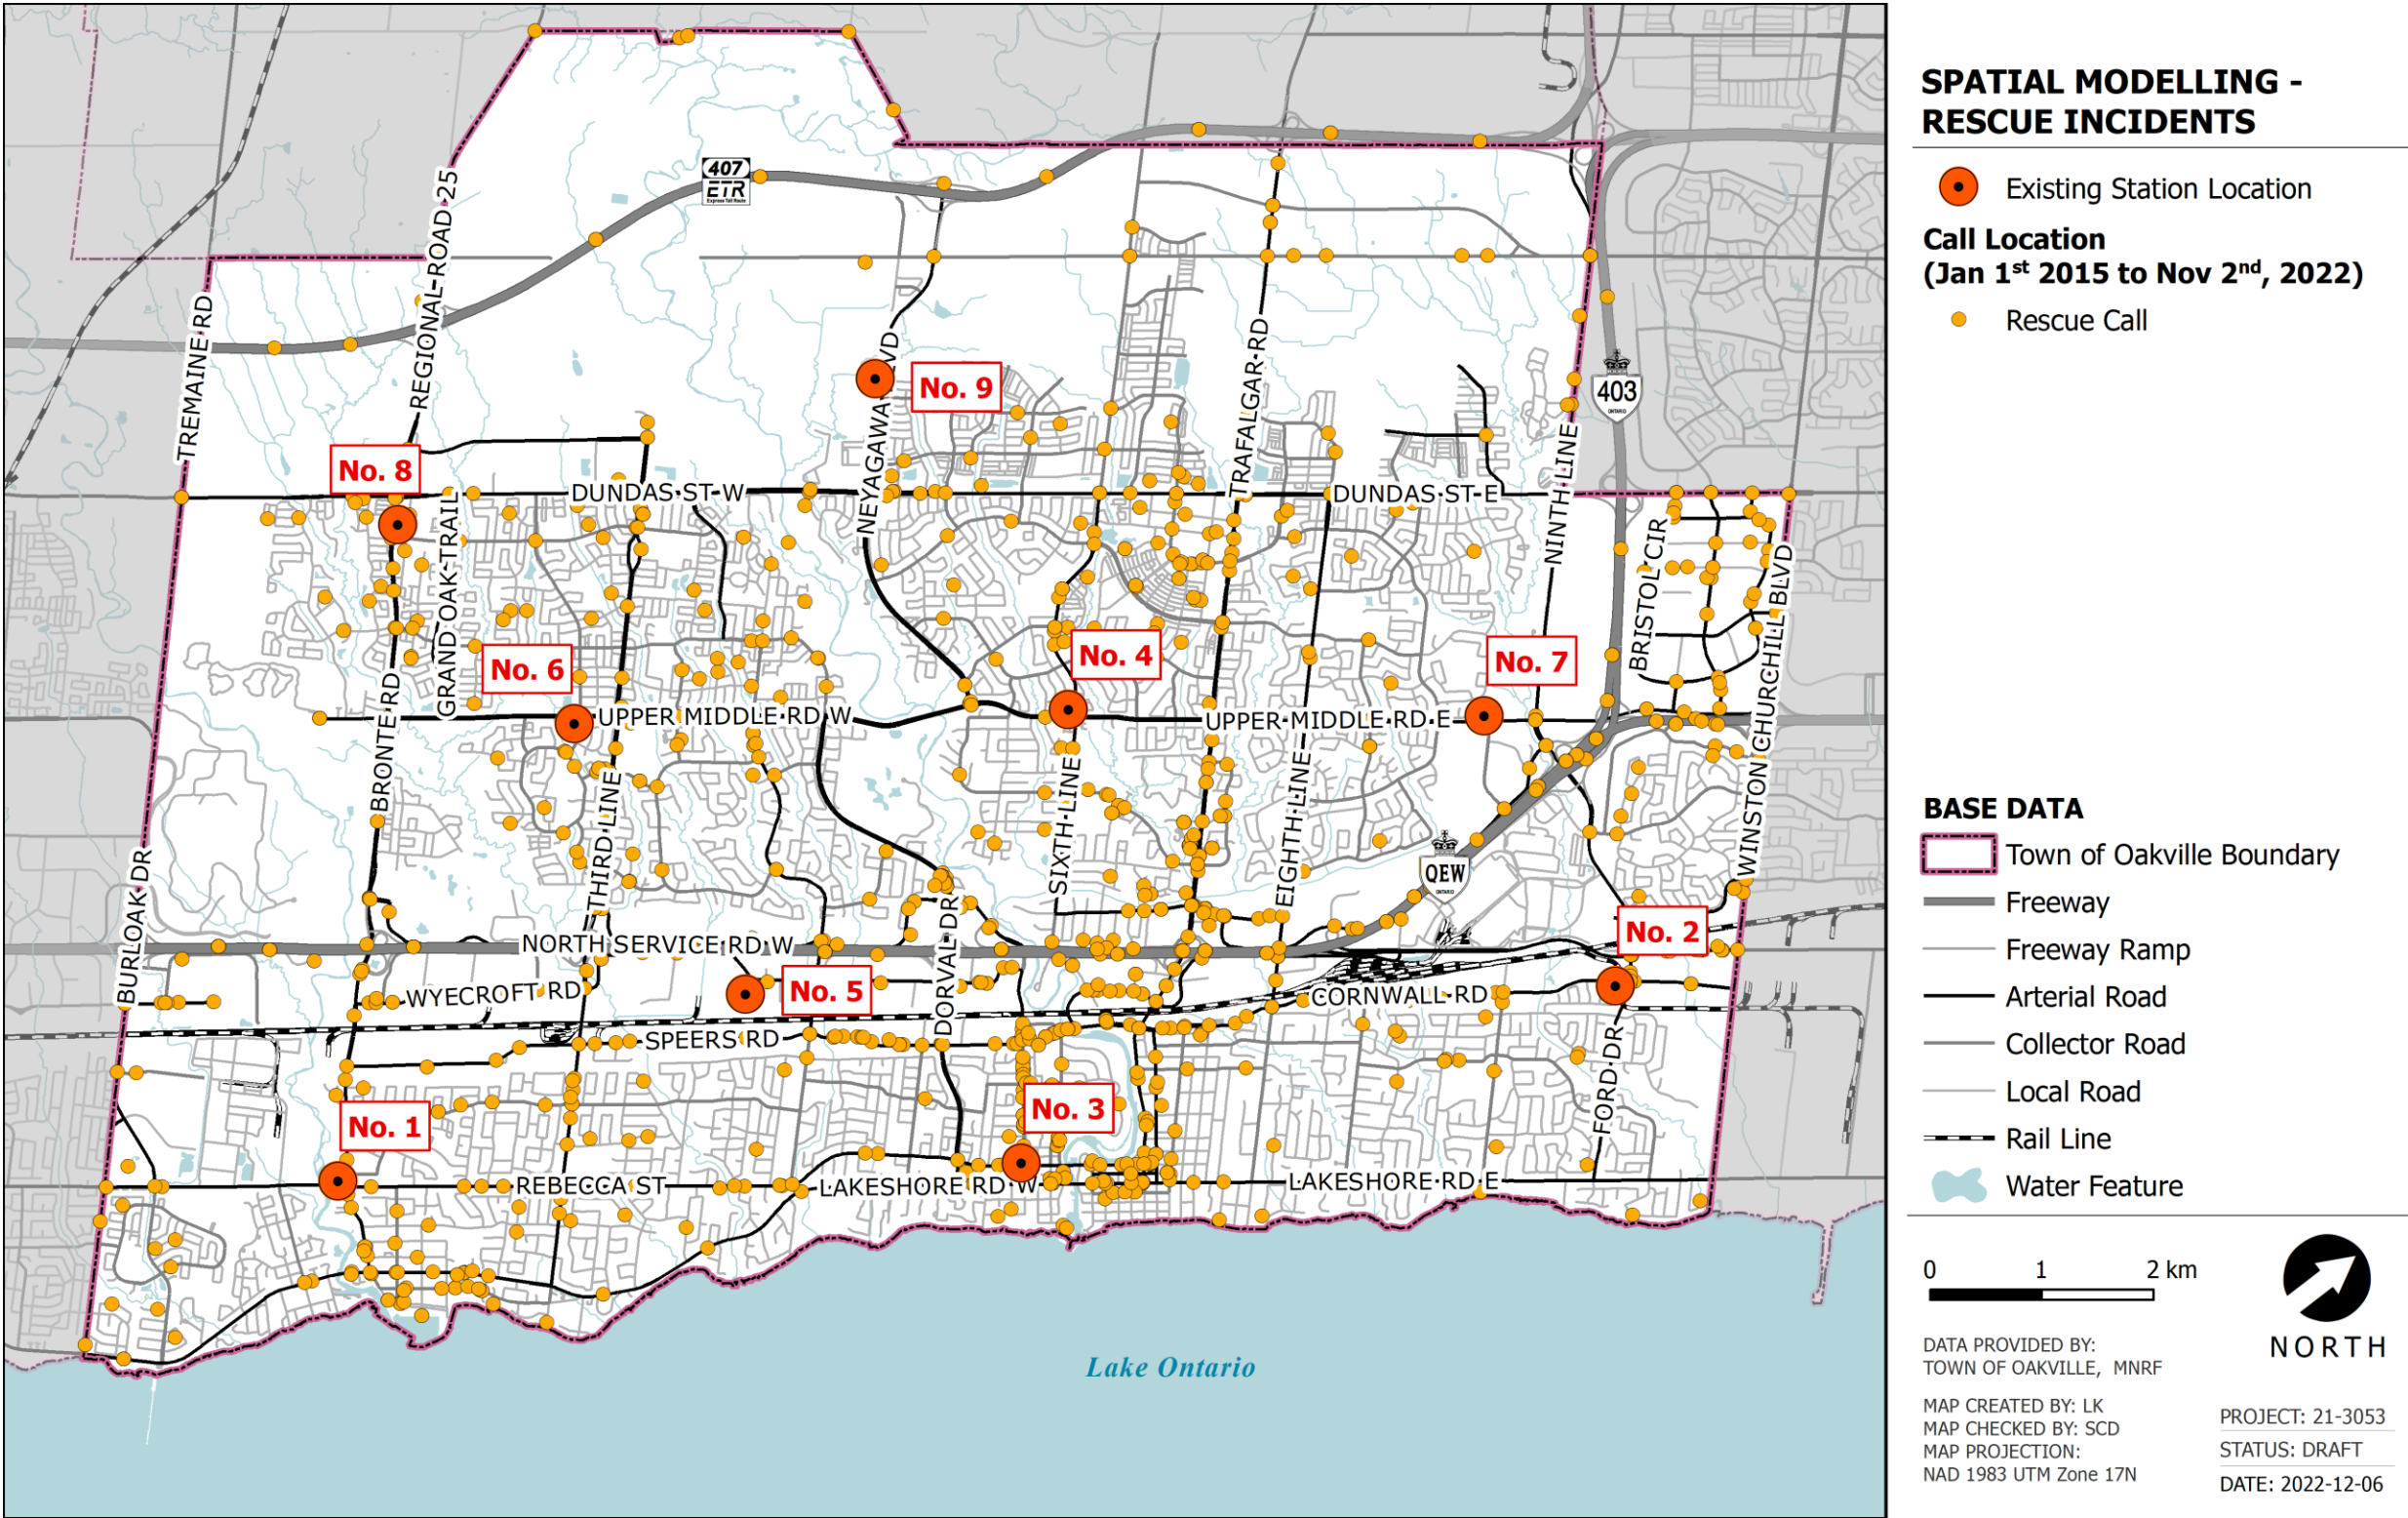 SPATIAL MODELLING -
RESCUE INCIDENTS
Existing Station Location
Call Location
(Jan 1st 2015 to Nov 2nd, 2022)
Rescue Call
BASE DATA
Town of Oakville Boundary
Freeway
Freeway Ramp
Arterial Road
Collector Road
Local Road
Rail Line
Water Feature
0 1 2 km
NORTH
DATA PROVIDED BY:
TOWN OF OAKVILLE, MNRF
MAP CREATED BY: LK
MAP CHECKED BY: SCD
MAP PROJECTION:
NAD 1983 UTM Zone 17N
PROJECT: 21-3053
STATUS: DRAFT
DATE: 2022-12-06
407
ETR
Express Toll Route
REGIONAL ROAD 25
TREMAINE RD
403
ONTARIO
No. 9
No. 8
DUNDAS ST W
NEYAGAWA BLVD
TRAFALGAR RD
DUNDAS ST E
NINTH LINE
BRISTOL CIR
GRAND OAK TRAIL
No. 6
No. 4
No. 7
BRONTE RD
UPPER MIDDLE RD W
UPPER MIDDLE RD E
WINSTON CHURCHILL BLVD
THIRD LINE
SIXTH LINE
EIGHTH LINE
QEW
ONTARIO
BURLOAK DR
NORTH SERVICE RD W
DORVAL DR
No. 2
WYECROFT RD
No. 5
CORNWALL RD
SPEERS RD
FORD DR
No. 1
No. 3
REBECCA ST
LAKESHORE RD W
LAKESHORE RD E
Lake Ontario